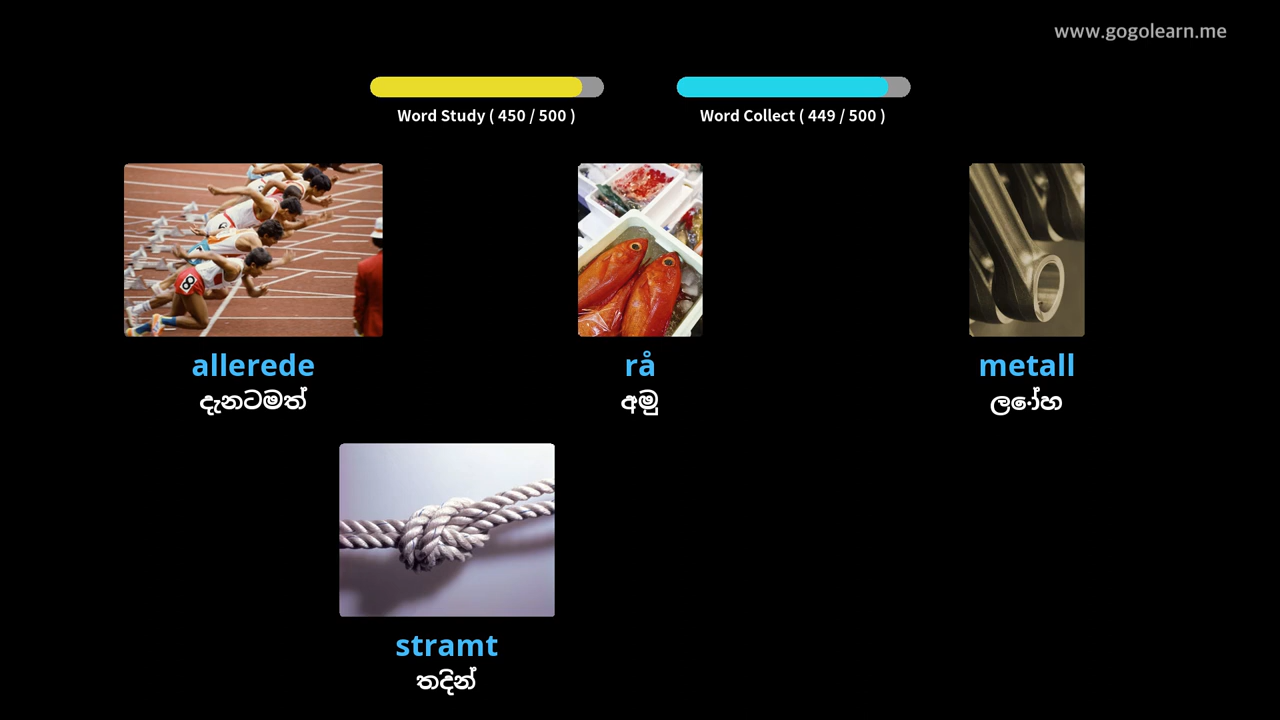 www.gogolearn.me
Word Study ( 450 / 500 )
Word Collect ( 449 / 500 )
allerede
දැනටමත්
rå
අමු
metall
ලෝහ
stramt
තදින්